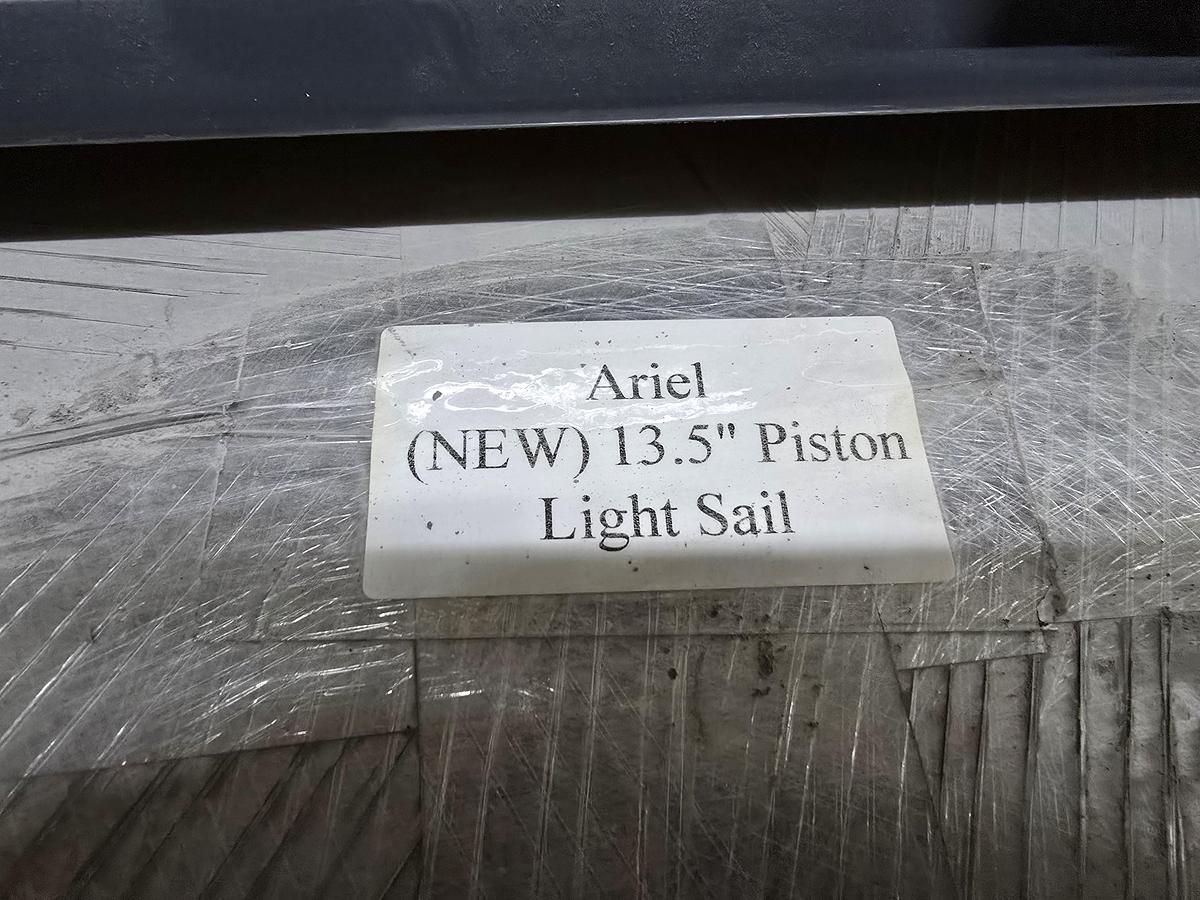 Ariel
(NEW) 13.5" Piston
Light Sail